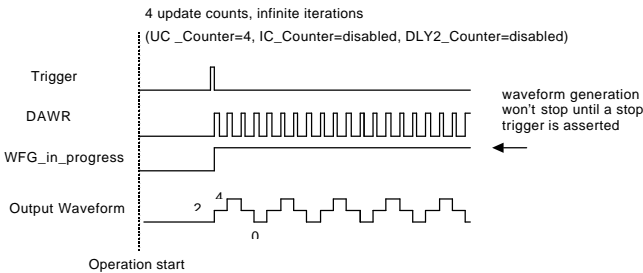 4 update counts, infinite iterations
(UC _Counter=4, IC_Counter=disabled, DLY2_Counter=disabled)
Trigger
DAWR
WFG_in_progress
Output Waveform
waveform generation
won't stop until a stop
trigger is asserted
4
2
0
Operation start